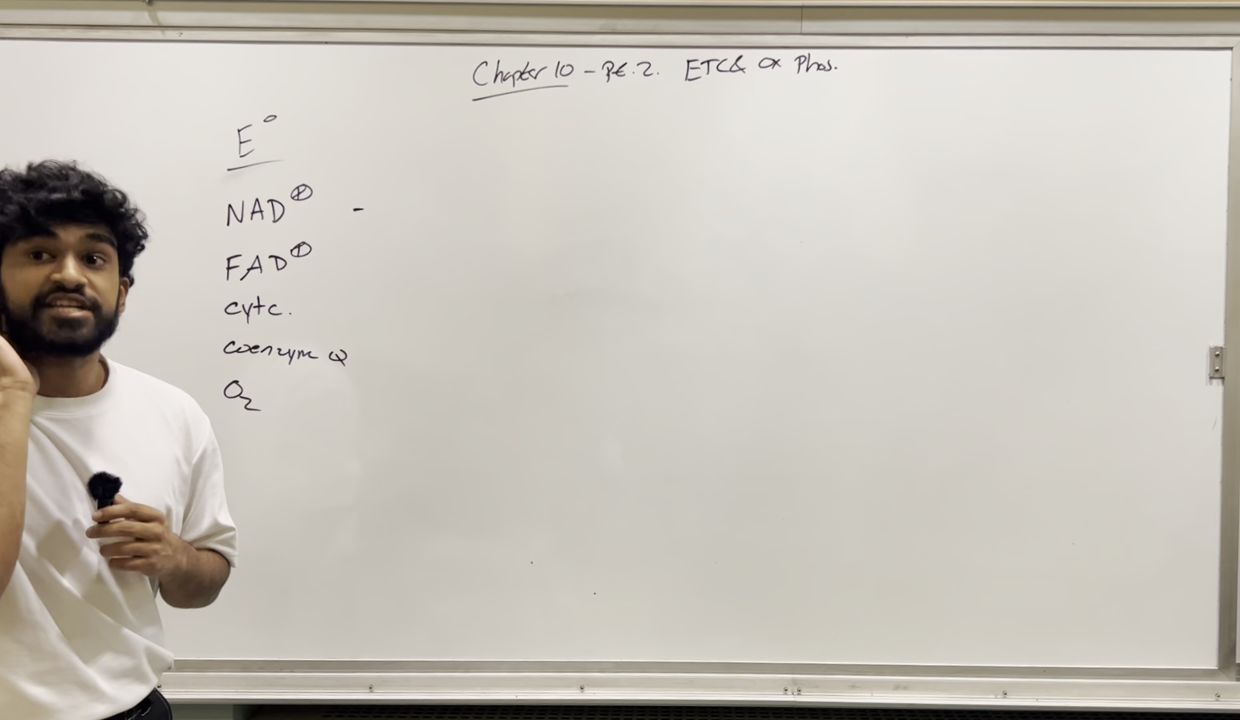 Chapter 10 - Pt. 2. ETC & Ox Phos.
E°
NAD⊕ -
FAD⊕
cytc.
coenzym Q
O₂